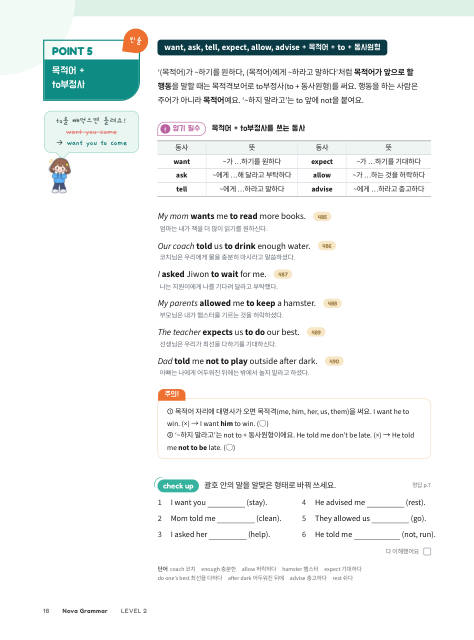 POINT 5
목적어 +
to부정사
빈출
to를 빼먹으면 틀려요!
want you come
→ want you to come
want, ask, tell, expect, allow, advise + 목적어 + to + 동사원형
‘(목적어)가 ~하기를 원하다, (목적어)에게 ~라고 말하다’처럼 목적어가 앞으로 할
행동을 말할 때는 목적격보어로 to부정사(to + 동사원형)를 써요. 행동을 하는 사람은
주어가 아니라 목적어예요. ‘~하지 말라고’는 to 앞에 not을 붙여요.
! 암기 필수 목적어 + to부정사를 쓰는 동사
동사 뜻 동사 뜻
want ~가 …하기를 원하다 expect ~가 …하기를 기대하다
ask ~에게 …해 달라고 부탁하다 allow ~가 …하는 것을 허락하다
tell ~에게 …하라고 말하다 advise ~에게 …하라고 충고하다
My mom wants me to read more books. 485
엄마는 내가 책을 더 많이 읽기를 원하신다.
Our coach told us to drink enough water. 486
코치님은 우리에게 물을 충분히 마시라고 말씀하셨다.
I asked Jiwon to wait for me. 487
나는 지원이에게 나를 기다려 달라고 부탁했다.
My parents allowed me to keep a hamster. 488
부모님은 내가 햄스터를 기르는 것을 허락하셨다.
The teacher expects us to do our best. 489
선생님은 우리가 최선을 다하기를 기대하신다.
Dad told me not to play outside after dark. 490
아빠는 나에게 어두워진 뒤에는 밖에서 놀지 말라고 하셨다.
주의!
① 목적어 자리에 대명사가 오면 목적격(me, him, her, us, them)을 써요. I want he to
win. (×) → I want him to win. (○)
② ‘~하지 말라고’는 not to + 동사원형이에요. He told me don't be late. (×) → He told
me not to be late. (○)
check up 괄호 안의 말을 알맞은 형태로 바꿔 쓰세요. 정답 p.7
1 I want you ________ (stay). 4 He advised me ________ (rest).
2 Mom told me ________ (clean). 5 They allowed us ________ (go).
3 I asked her ________ (help). 6 He told me ________ (not, run).
다 이해했어요 □
단어 coach 코치 enough 충분한 allow 허락하다 hamster 햄스터 expect 기대하다
do one's best 최선을 다하다 after dark 어두워진 뒤에 advise 충고하다 rest 쉬다
16 Nova Grammar LEVEL 2